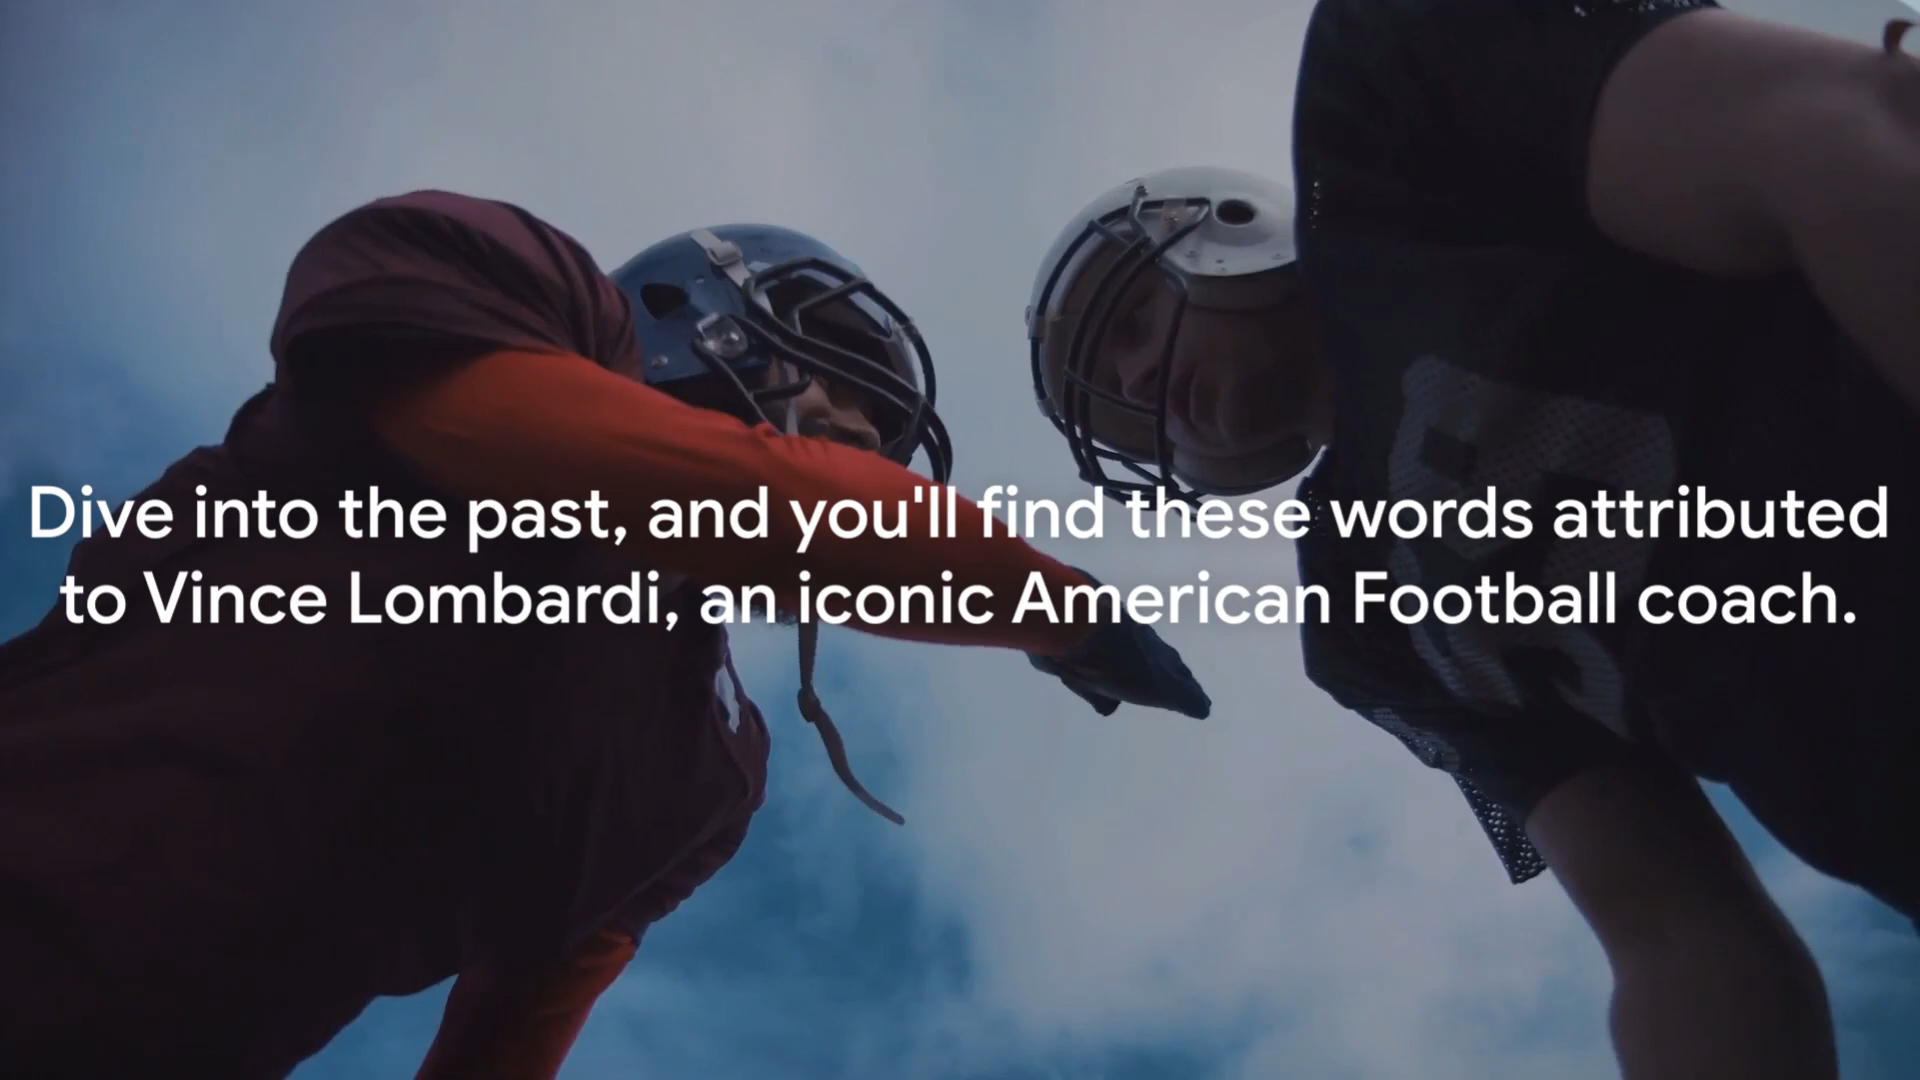 Dive into the past, and you'll find these words attributed
to Vince Lombardi, an iconic American Football coach.